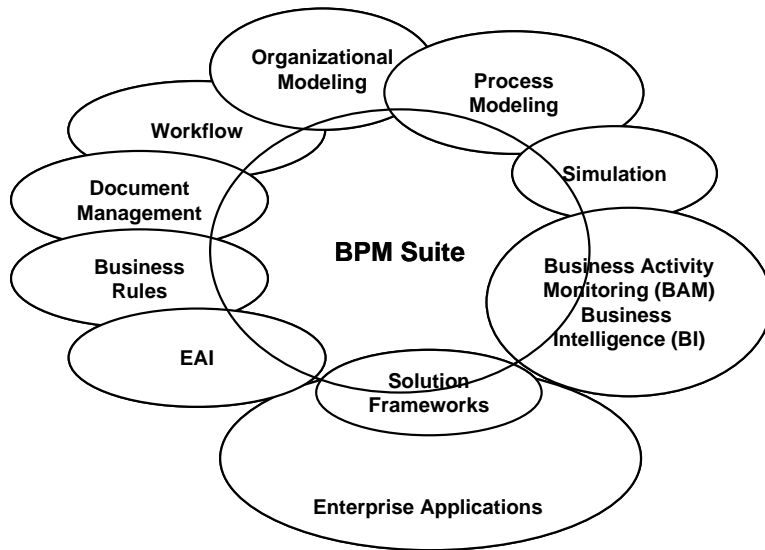 Organizational
Modeling
Process
Modeling
Workflow
Simulation
Document
Management
BPM Suite
Business
Rules
Business Activity
Monitoring (BAM)
Business
Intelligence (BI)
EAI
Solution
Frameworks
Enterprise Applications